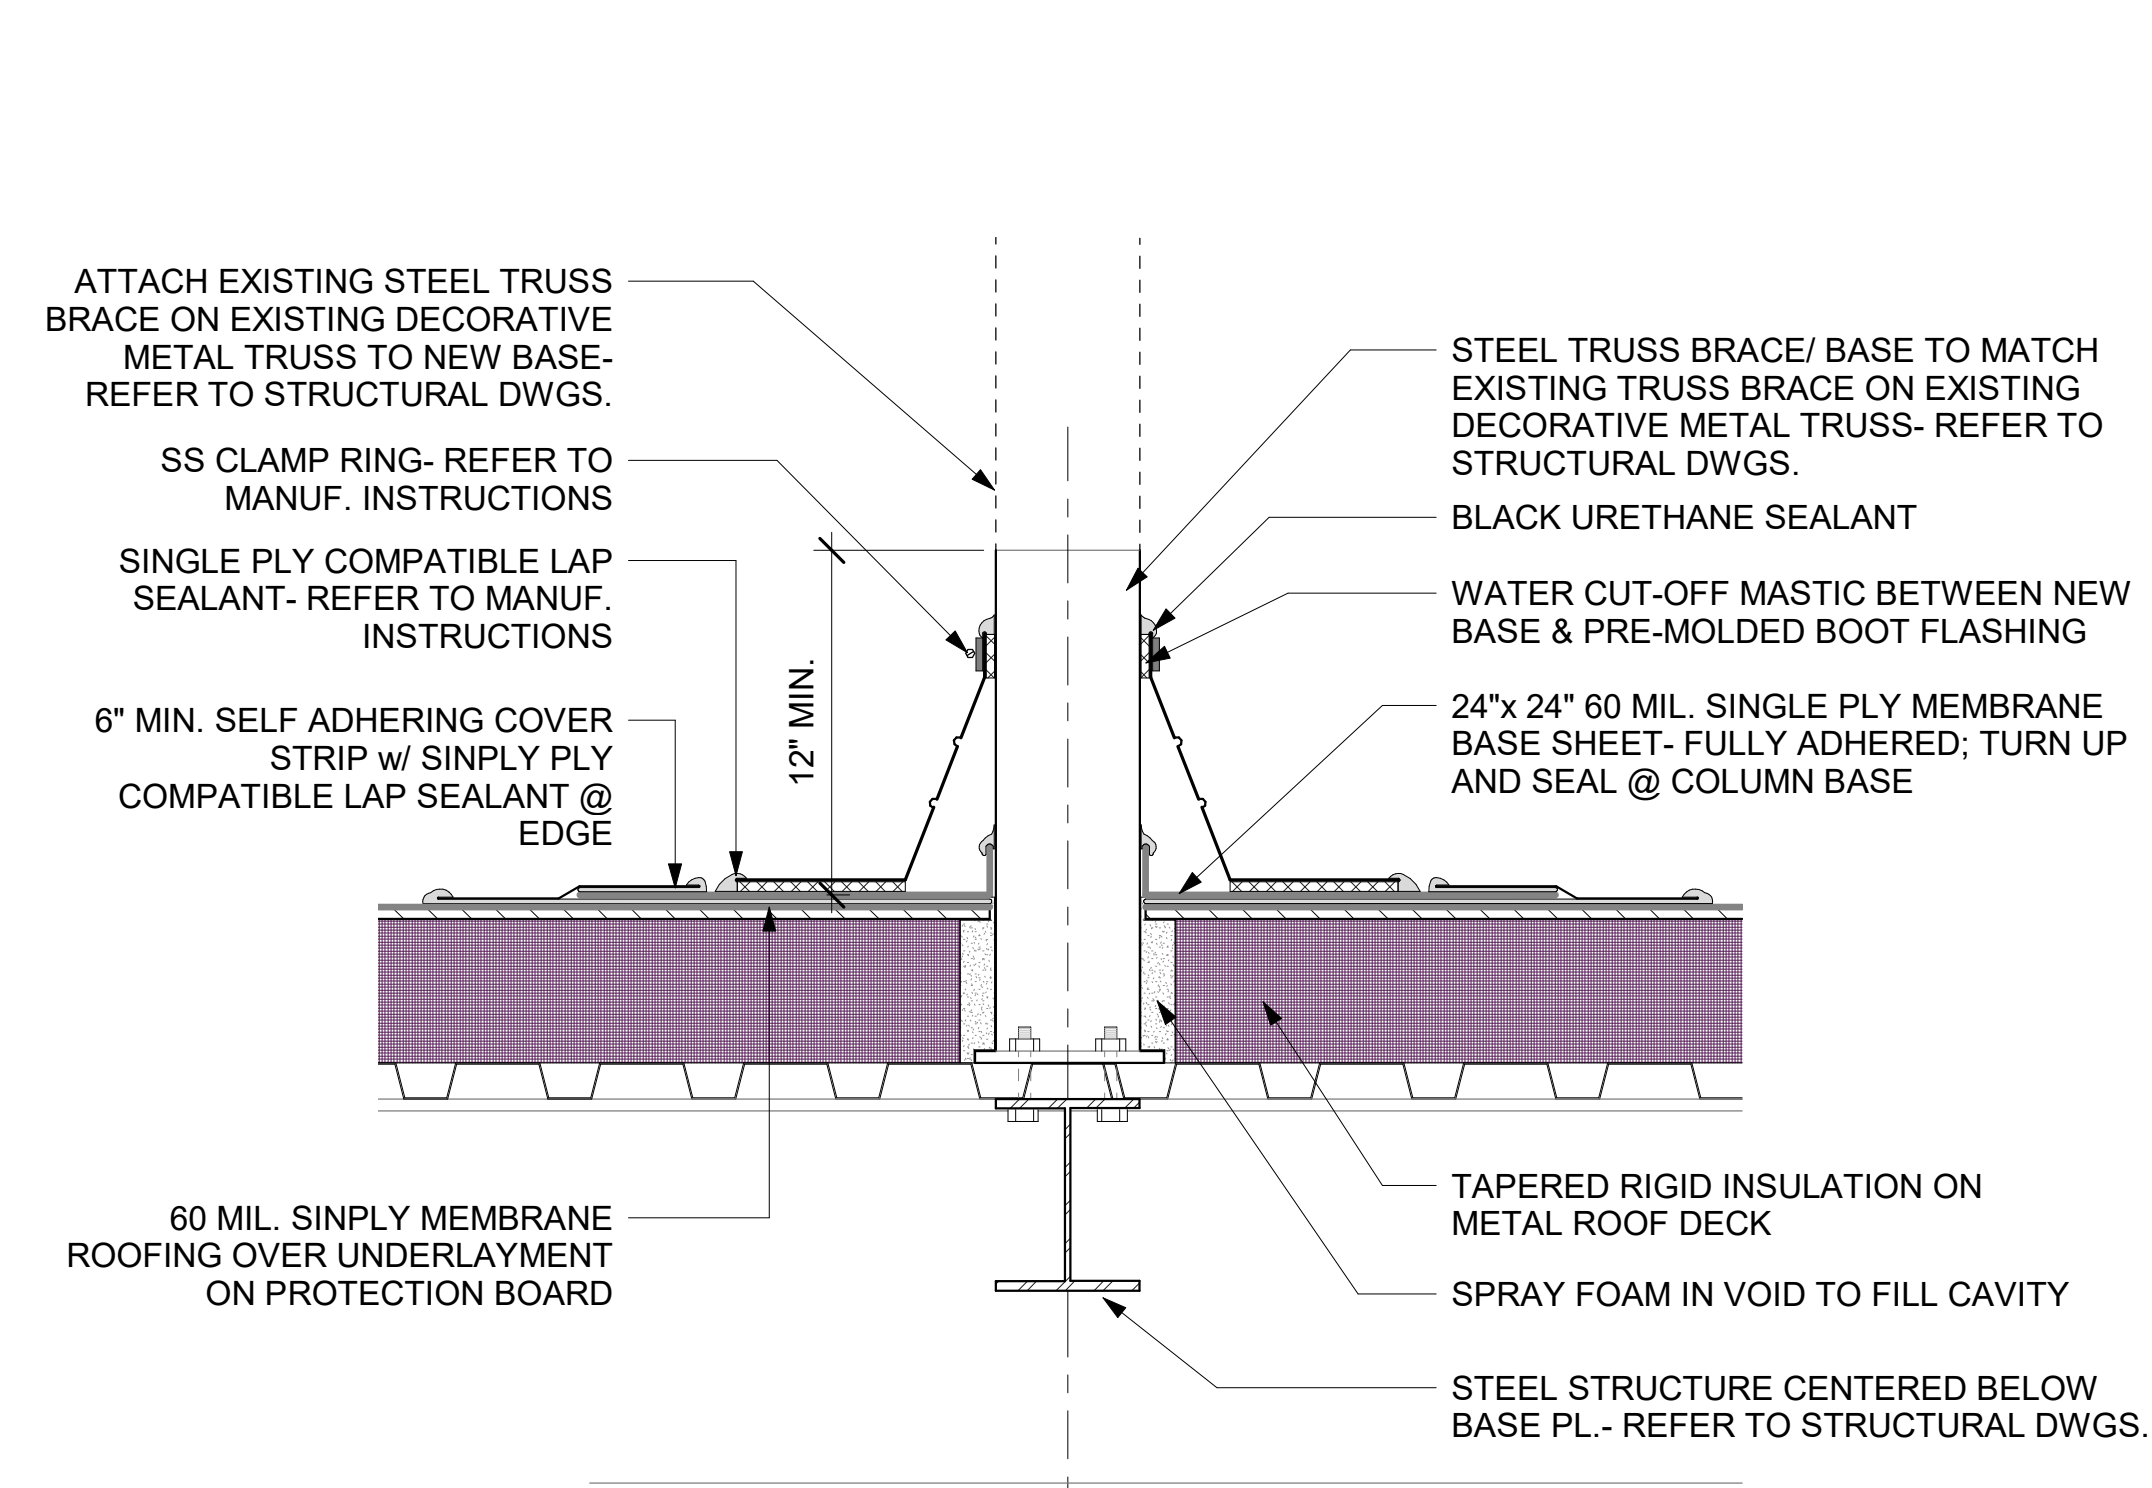 ATTACH EXISTING STEEL TRUSS
BRACE ON EXISTING DECORATIVE
METAL TRUSS TO NEW BASE-
REFER TO STRUCTURAL DWGS.
SS CLAMP RING- REFER TO
MANUF. INSTRUCTIONS
SINGLE PLY COMPATIBLE LAP
SEALANT- REFER TO MANUF.
INSTRUCTIONS
6" MIN. SELF ADHERING COVER
STRIP w/ SINPLY PLY
COMPATIBLE LAP SEALANT @
EDGE
60 MIL. SINPLY MEMBRANE
ROOFING OVER UNDERLAYMENT
ON PROTECTION BOARD
12" MIN.
STEEL TRUSS BRACE/ BASE TO MATCH
EXISTING TRUSS BRACE ON EXISTING
DECORATIVE METAL TRUSS- REFER TO
STRUCTURAL DWGS.
BLACK URETHANE SEALANT
WATER CUT-OFF MASTIC BETWEEN NEW
BASE & PRE-MOLDED BOOT FLASHING
24"x 24" 60 MIL. SINGLE PLY MEMBRANE
BASE SHEET- FULLY ADHERED; TURN UP
AND SEAL @ COLUMN BASE
TAPERED RIGID INSULATION ON
METAL ROOF DECK
SPRAY FOAM IN VOID TO FILL CAVITY
STEEL STRUCTURE CENTERED BELOW
BASE PL.- REFER TO STRUCTURAL DWGS.